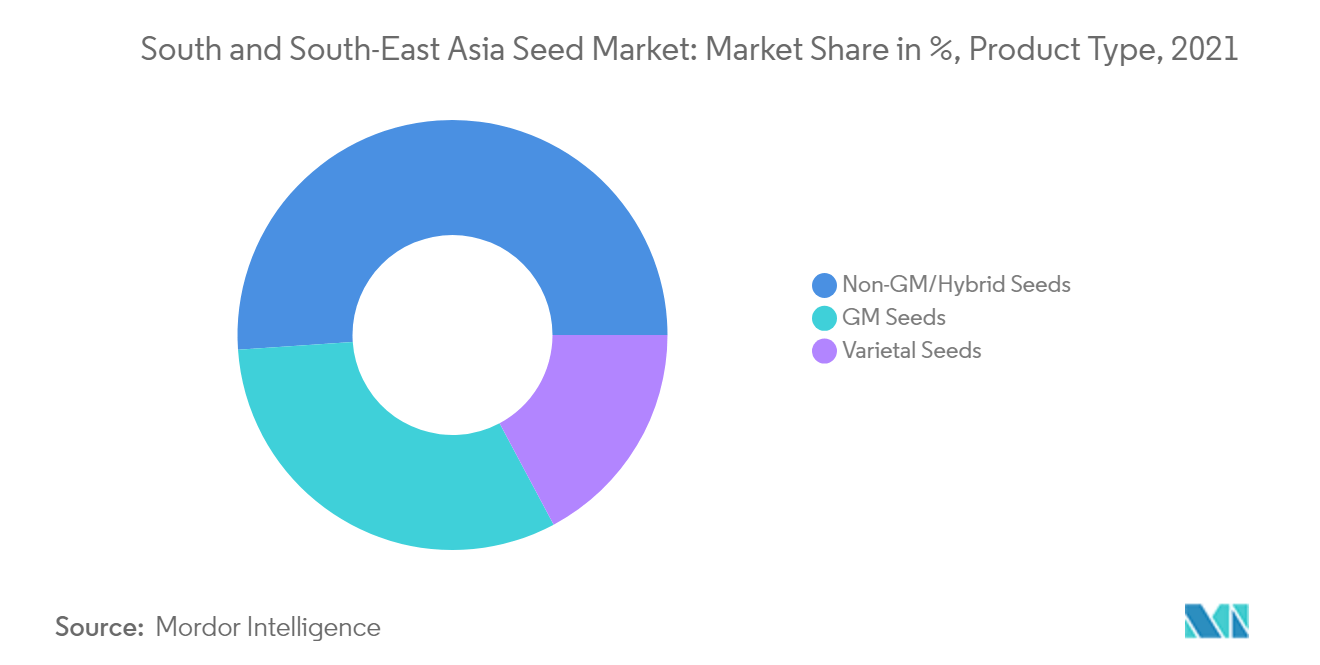 South and South-East Asia Seed Market: Market Share in %, Product Type, 2021
Non-GM/Hybrid Seeds
GM Seeds
Varietal Seeds
Source: Mordor Intelligence